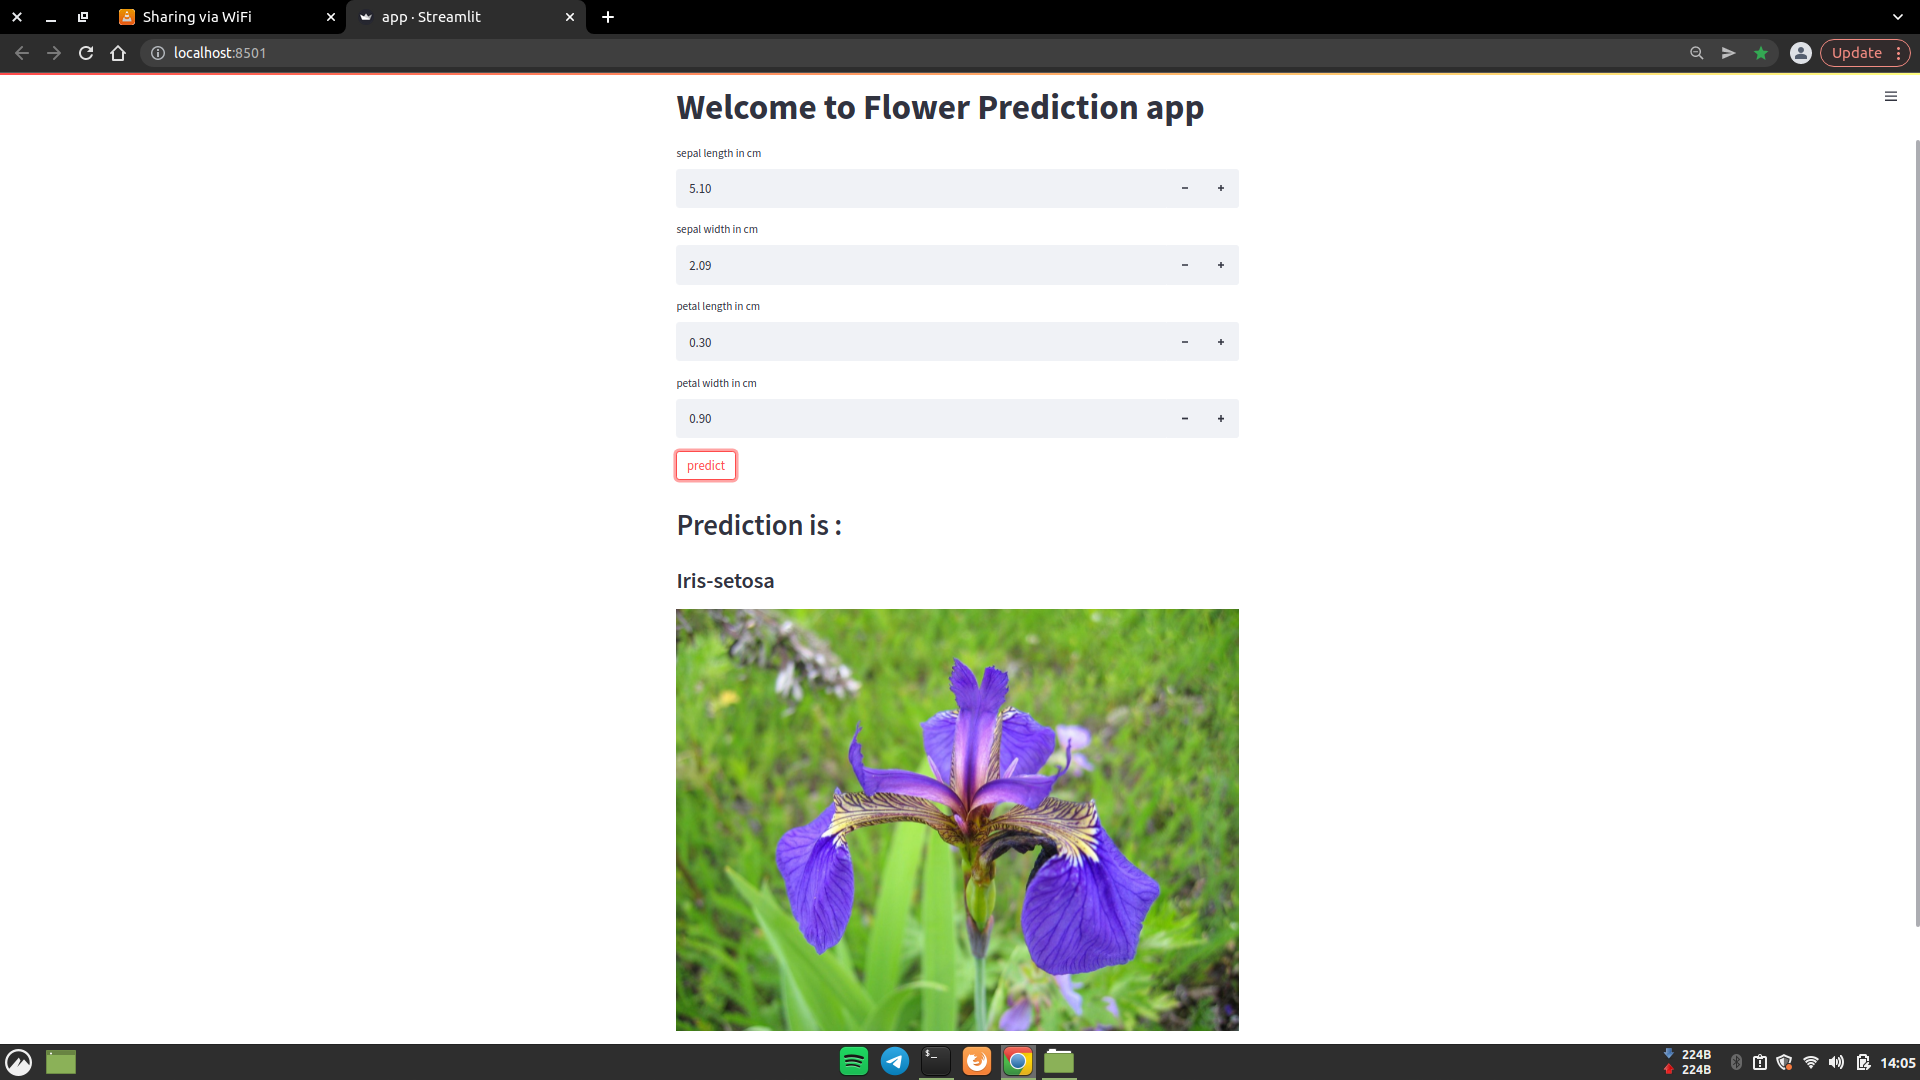 Sharing via WiFi
app · Streamlit
localhost:8501
Update
Welcome to Flower Prediction app
sepal length in cm
5.10
sepal width in cm
2.09
petal length in cm
0.30
petal width in cm
0.90
predict
Prediction is :
Iris-setosa
224B
224B
14:05